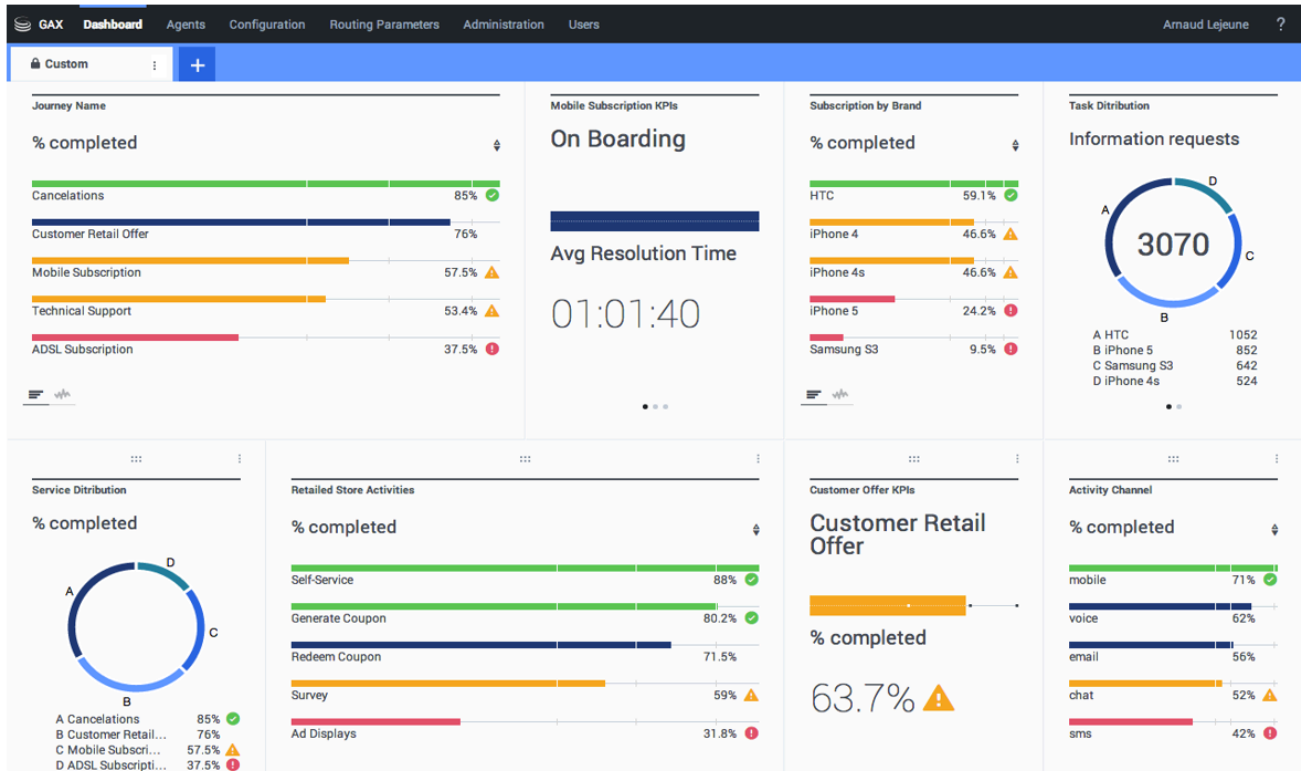 GAX Dashboard Agents Configuration Routing Parameters Administration Users Arnaud Lejeune ?
Custom +
Journey Name
% completed
Cancelations 85%
Customer Retail Offer 76%
Mobile Subscription 57.5%
Technical Support 53.4%
ADSL Subscription 37.5%
Mobile Subscription KPIs
On Boarding
Avg Resolution Time
01:01:40
Subscription by Brand
% completed
HTC 59.1%
iPhone 4 46.6%
iPhone 4s 46.6%
iPhone 5 24.2%
Samsung S3 9.5%
Task Ditribution
Information requests
D
A
3070
C
B
A HTC 1052
B iPhone 5 852
C Samsung S3 642
D iPhone 4s 524
Service Ditribution
% completed
D
A
C
B
A Cancelations 85%
B Customer Retail... 76%
C Mobile Subscri... 57.5%
D ADSL Subscripti... 37.5%
Retailed Store Activities
% completed
Self-Service 88%
Generate Coupon 80.2%
Redeem Coupon 71.5%
Survey 59%
Ad Displays 31.8%
Customer Offer KPIs
Customer Retail
Offer
% completed
63.7%
Activity Channel
% completed
mobile 71%
voice 62%
email 56%
chat 52%
sms 42%